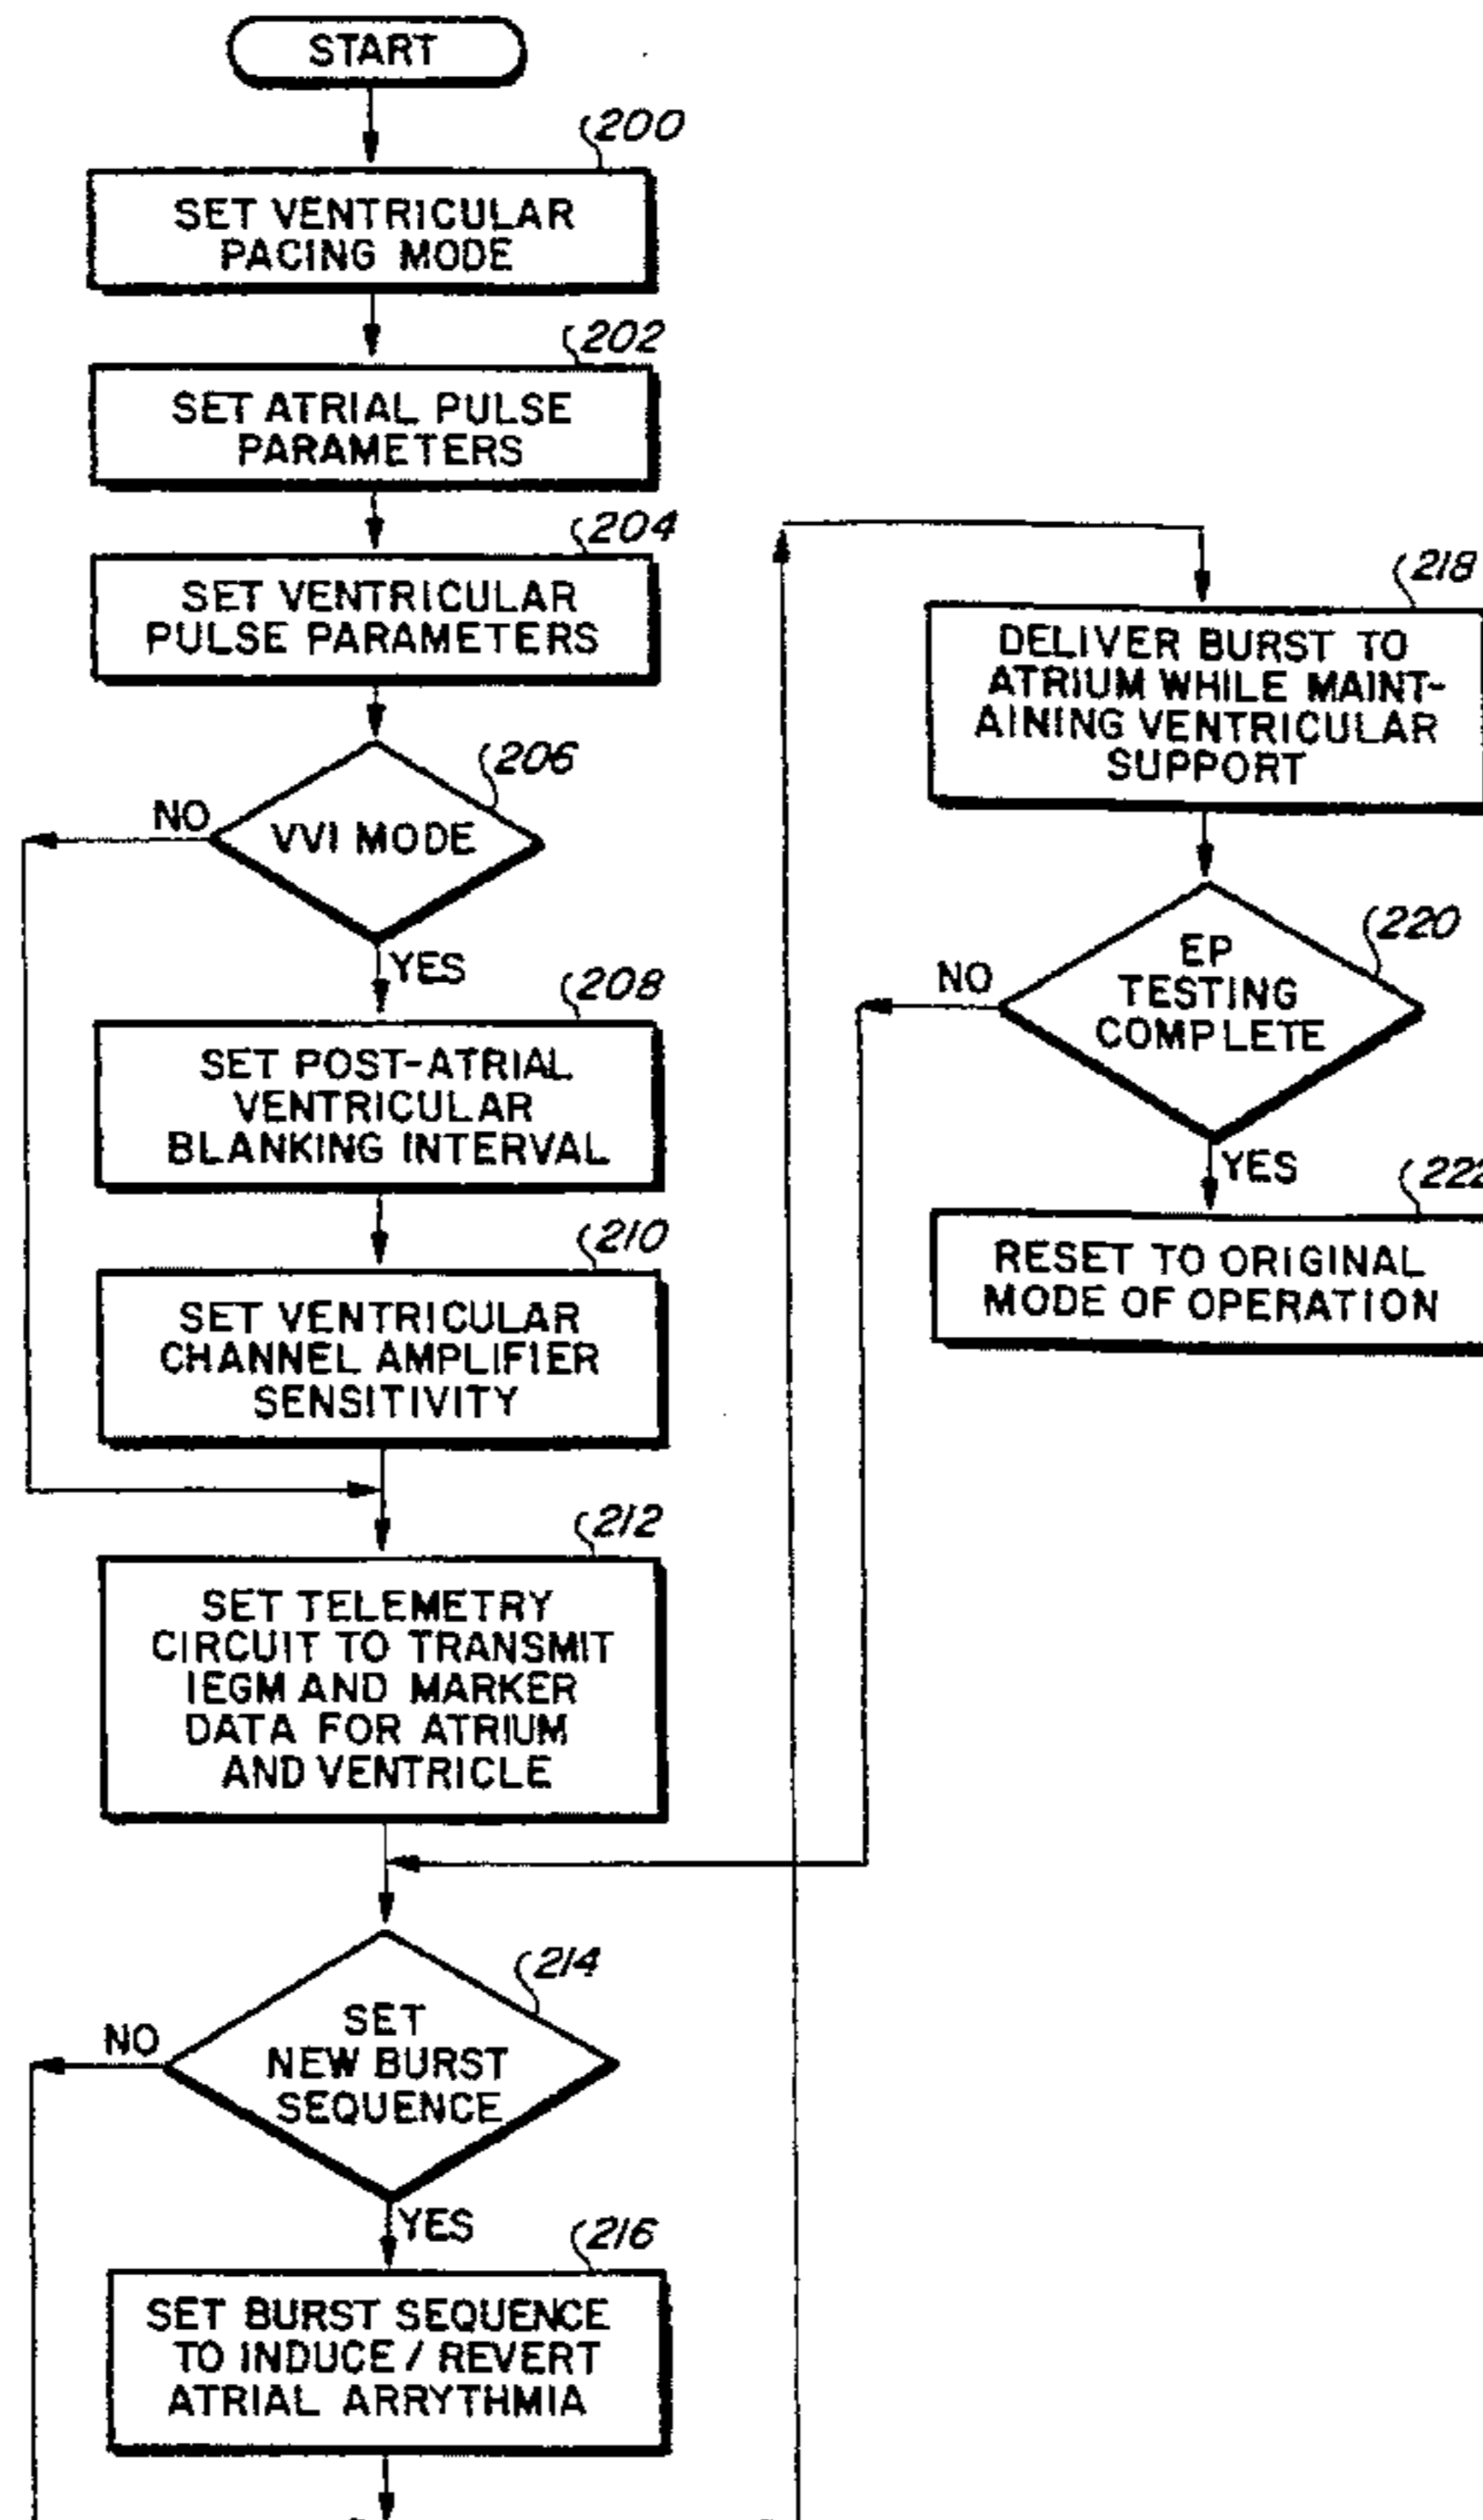 START
200
SET VENTRICULAR
PACING MODE
202
SET ATRIAL PULSE
PARAMETERS
204
SET VENTRICULAR
PULSE PARAMETERS
206
VVI MODE
NO
YES
208
SET POST-ATRIAL
VENTRICULAR
BLANKING INTERVAL
210
SET VENTRICULAR
CHANNEL AMPLIFIER
SENSITIVITY
212
SET TELEMETRY
CIRCUIT TO TRANSMIT
IEGM AND MARKER
DATA FOR ATRIUM
AND VENTRICLE
214
SET
NEW BURST
SEQUENCE
NO
YES
216
SET BURST SEQUENCE
TO INDUCE / REVERT
ATRIAL ARRYTHMIA
218
DELIVER BURST TO
ATRIUM WHILE MAINT-
AINING VENTRICULAR
SUPPORT
220
EP
TESTING
COMPLETE
NO
YES
222
RESET TO ORIGINAL
MODE OF OPERATION